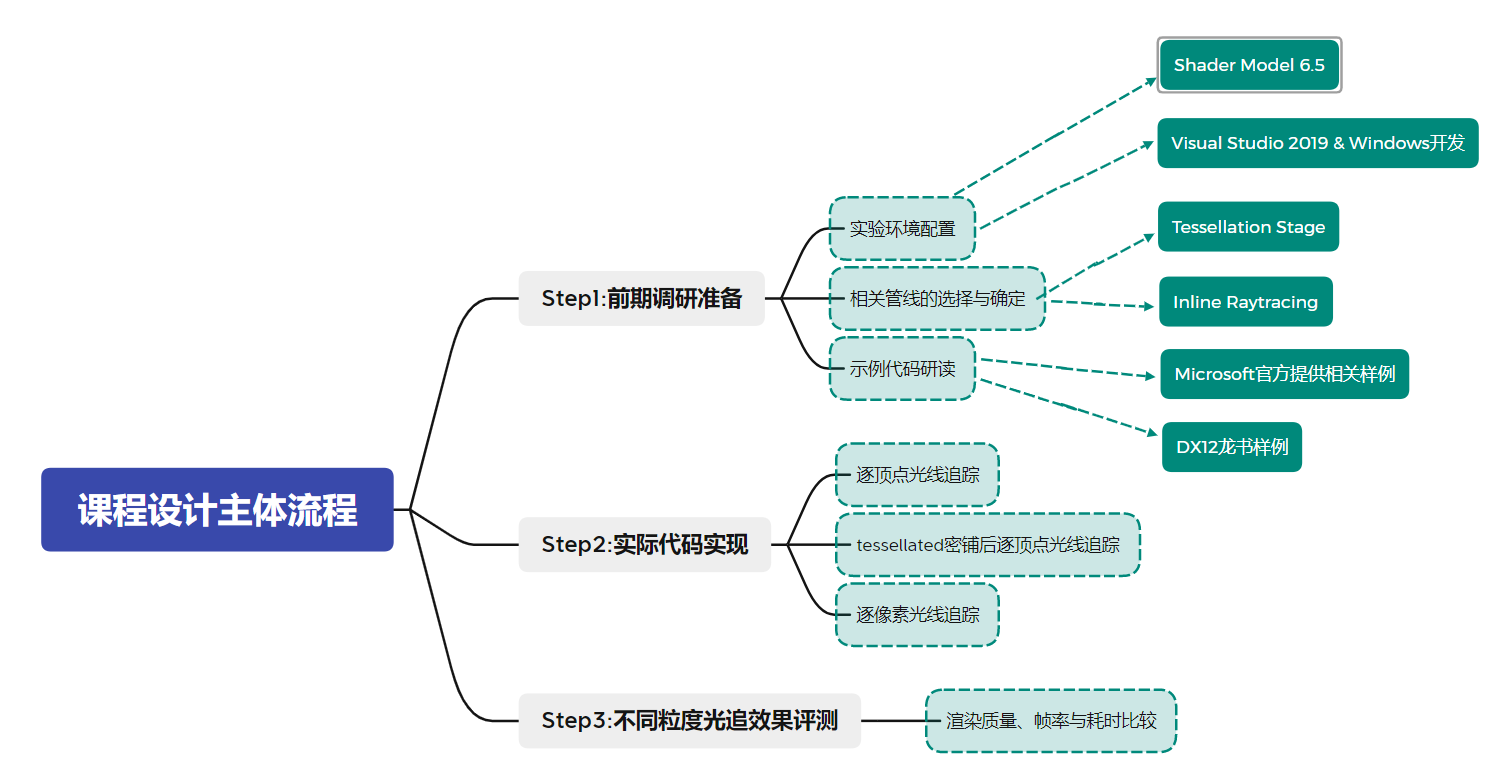 课程设计主体流程
Step1:前期调研准备
实验环境配置
Shader Model 6.5
Visual Studio 2019 & Windows开发
相关管线的选择与确定
Tessellation Stage
Inline Raytracing
示例代码研读
Microsoft官方提供相关样例
DX12龙书样例
Step2:实际代码实现
逐顶点光线追踪
tessellated密铺后逐顶点光线追踪
逐像素光线追踪
Step3:不同粒度光追效果评测
渲染质量、帧率与耗时比较